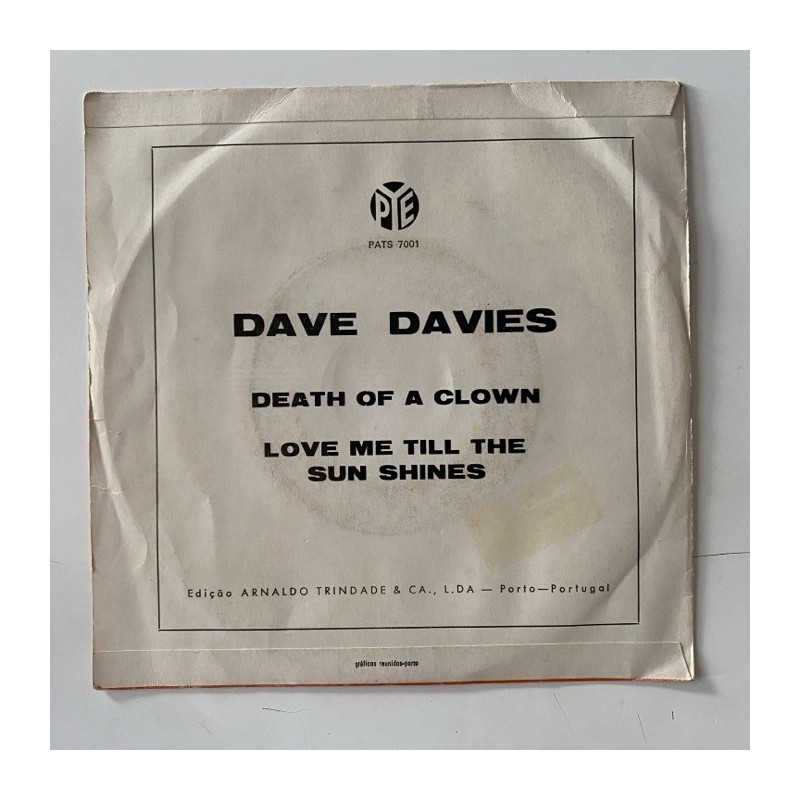 PYE
PATS 7001
DAVE DAVIES
DEATH OF A CLOWN
LOVE ME TILL THE
SUN SHINES
Edição ARNALDO TRINDADE & CA., L.DA — Porto—Portugal
gráficos reunidos-porto